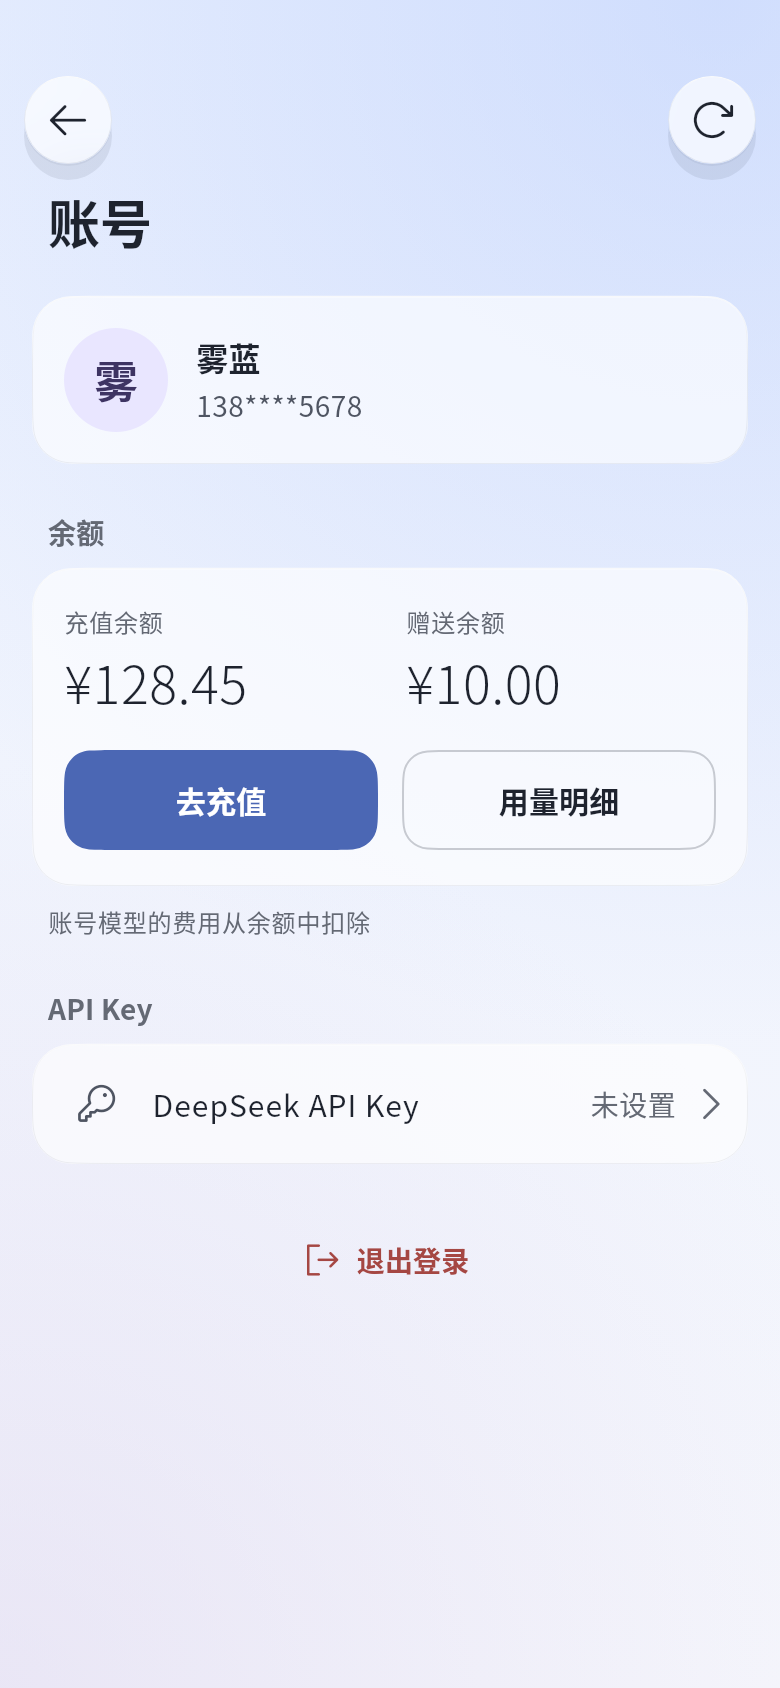 账号
雾
雾蓝
138****5678
余额
充值余额
赠送余额
¥128.45
¥10.00
去充值
用量明细
账号模型的费用从余额中扣除
API Key
DeepSeek API Key
未设置
退出登录